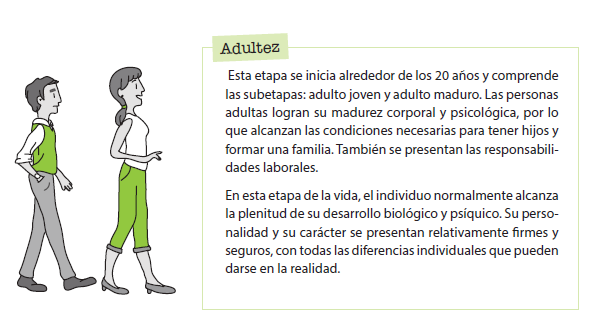 Adultez
Esta etapa se inicia alrededor de los 20 años y comprende
las subetapas: adulto joven y adulto maduro. Las personas
adultas logran su madurez corporal y psicológica, por lo
que alcanzan las condiciones necesarias para tener hijos y
formar una familia. También se presentan las responsabili-
dades laborales.
En esta etapa de la vida, el individuo normalmente alcanza
la plenitud de su desarrollo biológico y psíquico. Su perso-
nalidad y su carácter se presentan relativamente firmes y
seguros, con todas las diferencias individuales que pueden
darse en la realidad.